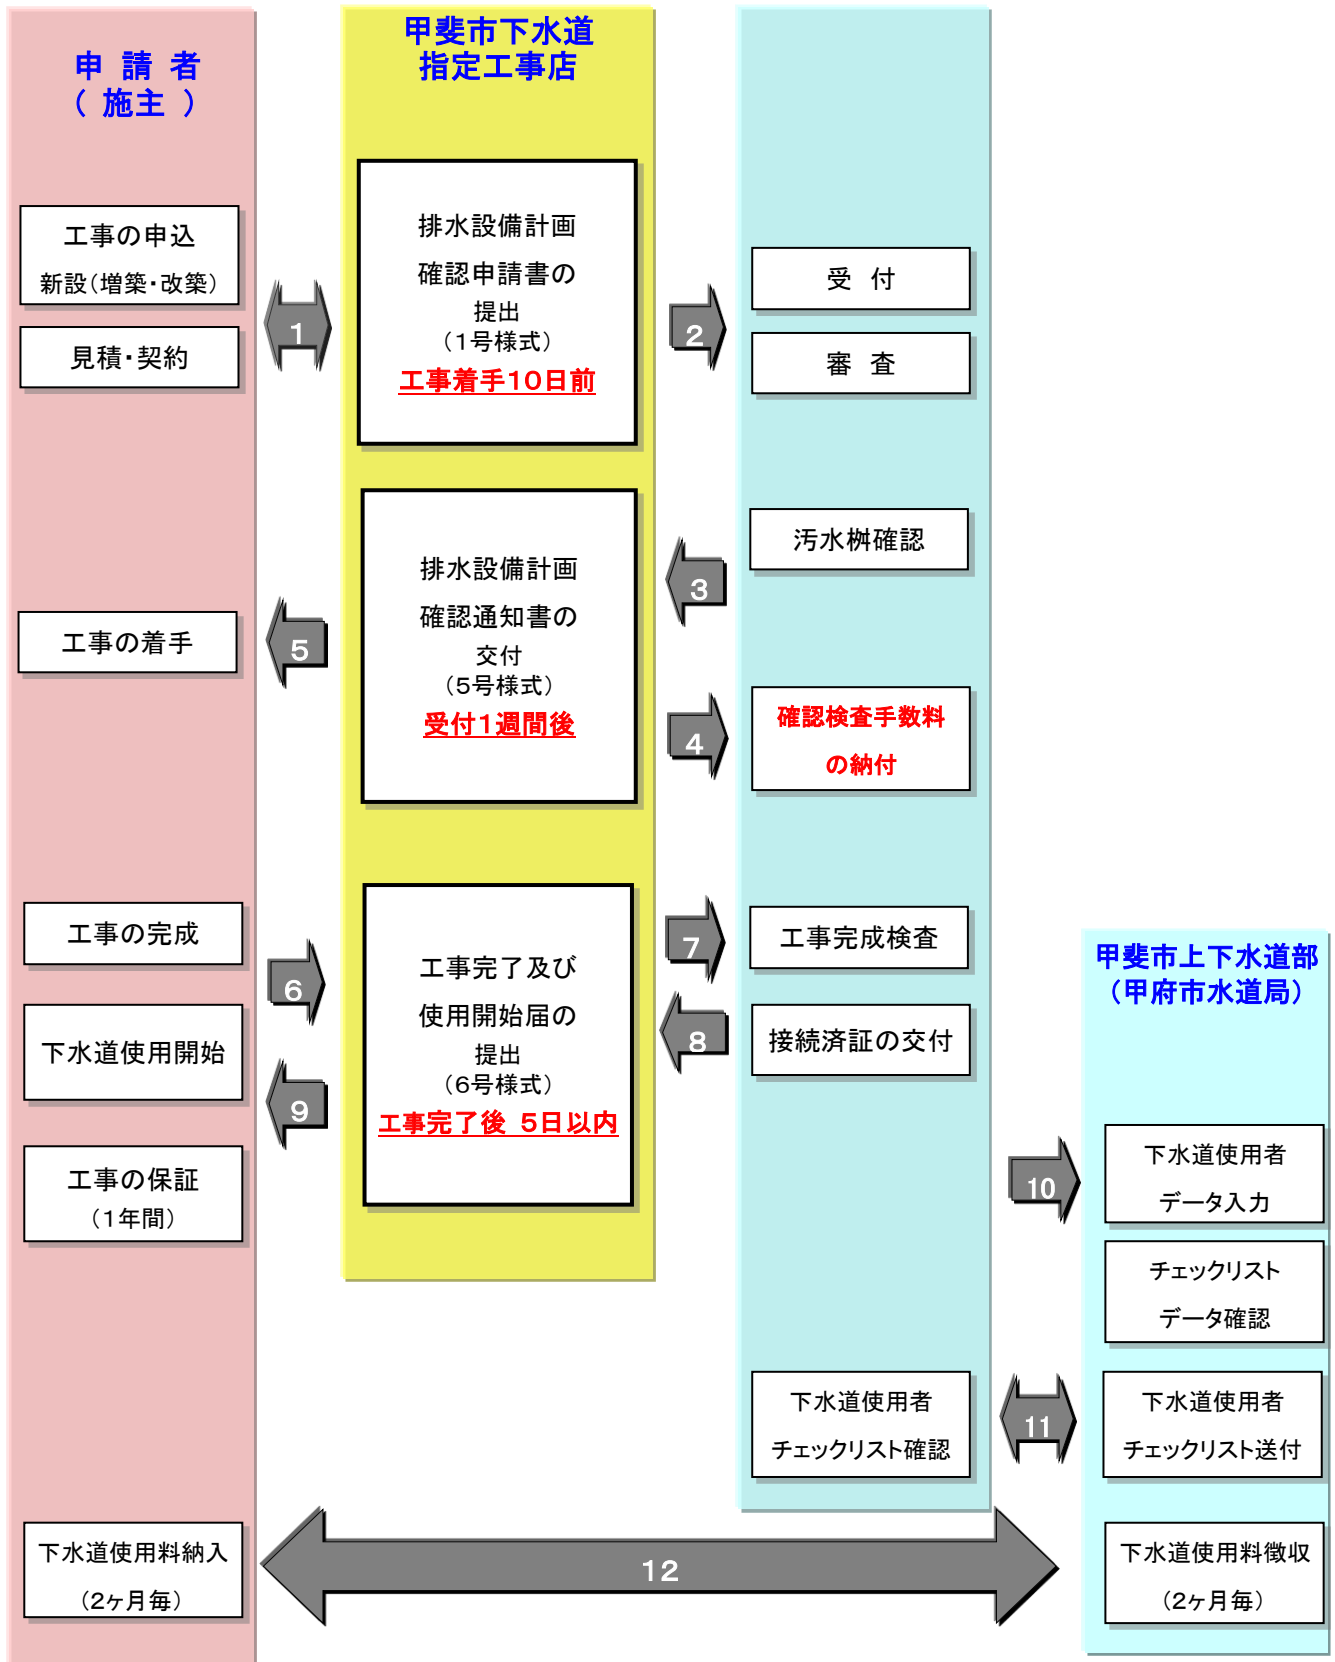 申 請 者
（ 施主 ）
工事の申込
新設（増築・改築）
見積・契約
工事の着手
工事の完成
下水道使用開始
工事の保証
（１年間）
下水道使用料納入
（２ヶ月毎）
甲斐市下水道
指定工事店
排水設備計画
確認申請書の
提出
（１号様式）
工事着手１０日前
排水設備計画
確認通知書の
交付
（５号様式）
受付１週間後
工事完了及び
使用開始届の
提出
（６号様式）
工事完了後 ５日以内
受 付
審 査
汚水桝確認
確認検査手数料
の納付
工事完成検査
接続済証の交付
下水道使用者
チェックリスト確認
甲斐市上下水道部
（甲府市水道局）
下水道使用者
データ入力
チェックリスト
データ確認
下水道使用者
チェックリスト送付
下水道使用料徴収
（２ヶ月毎）
1
2
3
4
5
6
7
8
9
10
11
12